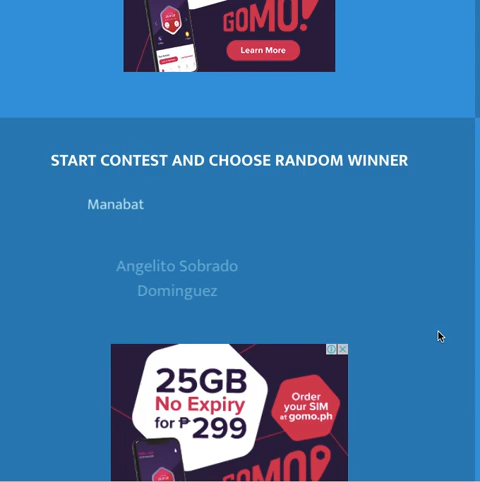 GOMO!
Learn More
START CONTEST AND CHOOSE RANDOM WINNER
Manabat
Angelito Sobrado
Dominguez
25GB
No Expiry
for ₱299
Order
your SIM
at gomo.ph
GOMO